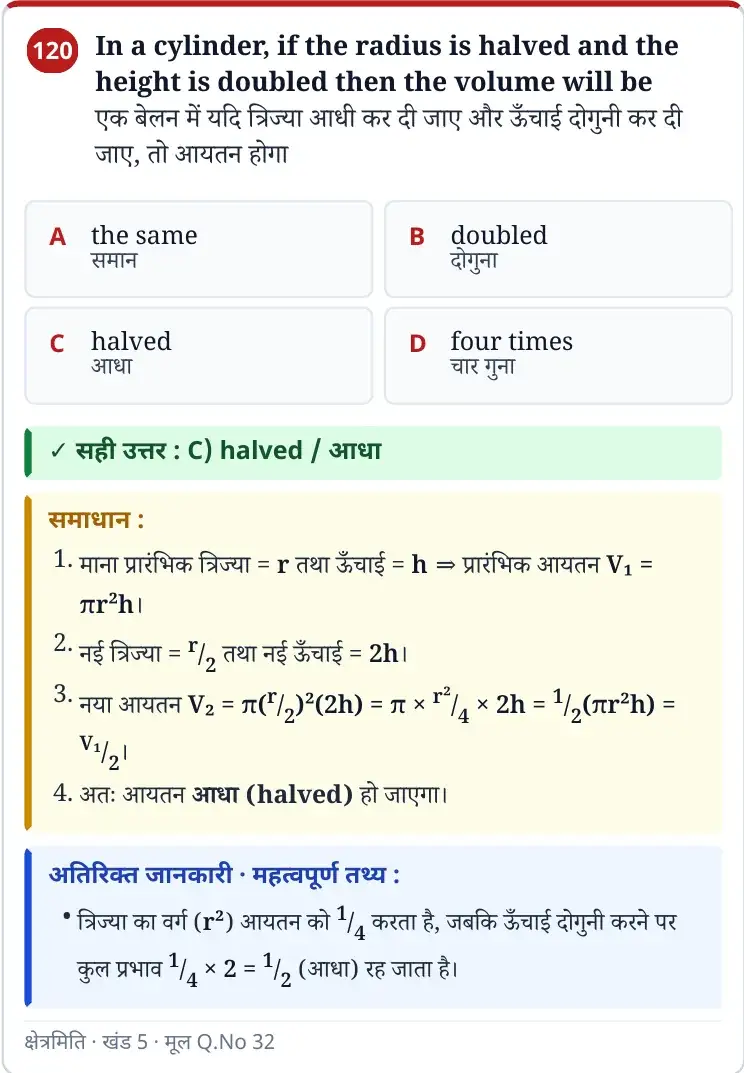 120 In a cylinder, if the radius is halved and the
height is doubled then the volume will be
एक बेलन में यदि त्रिज्या आधी कर दी जाए और ऊँचाई दोगुनी कर दी
जाए, तो आयतन होगा
A the same
समान
B doubled
दोगुना
C halved
आधा
D four times
चार गुना
✓ सही उत्तर : C) halved / आधा
समाधान :
1. माना प्रारंभिक त्रिज्या = r तथा ऊँचाई = h ⇒ प्रारंभिक आयतन V₁ =
πr²h।
2. नई त्रिज्या = r/2 तथा नई ऊँचाई = 2h।
3. नया आयतन V₂ = π(r/2)²(2h) = π × r²/4 × 2h = 1/2(πr²h) =
V₁/2।
4. अतः आयतन आधा (halved) हो जाएगा।
अतिरिक्त जानकारी · महत्वपूर्ण तथ्य :
• त्रिज्या का वर्ग (r²) आयतन को 1/4 करता है, जबकि ऊँचाई दोगुनी करने पर
कुल प्रभाव 1/4 × 2 = 1/2 (आधा) रह जाता है।
क्षेत्रमिति · खंड 5 · मूल Q.No 32